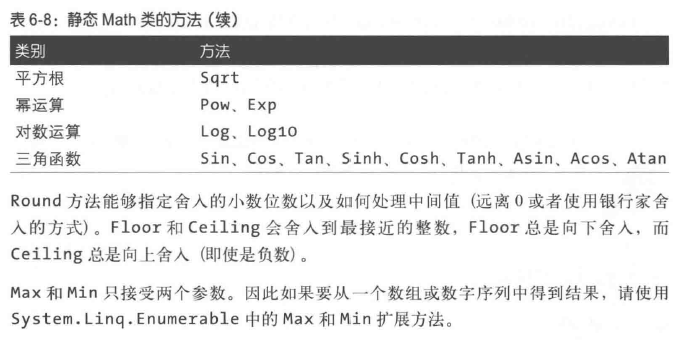 表 6-8：静态 Math 类的方法（续）
类别 方法
平方根 Sqrt
幂运算 Pow、Exp
对数运算 Log、Log10
三角函数 Sin、Cos、Tan、Sinh、Cosh、Tanh、Asin、Acos、Atan
Round 方法能够指定舍入的小数位数以及如何处理中间值（远离 0 或者使用银行家舍
入的方式）。Floor 和 Ceiling 会舍入到最接近的整数，Floor 总是向下舍入，而
Ceiling 总是向上舍入（即使是负数）。
Max 和 Min 只接受两个参数。因此如果要从一个数组或数字序列中得到结果，请使用
System.Linq.Enumerable 中的 Max 和 Min 扩展方法。